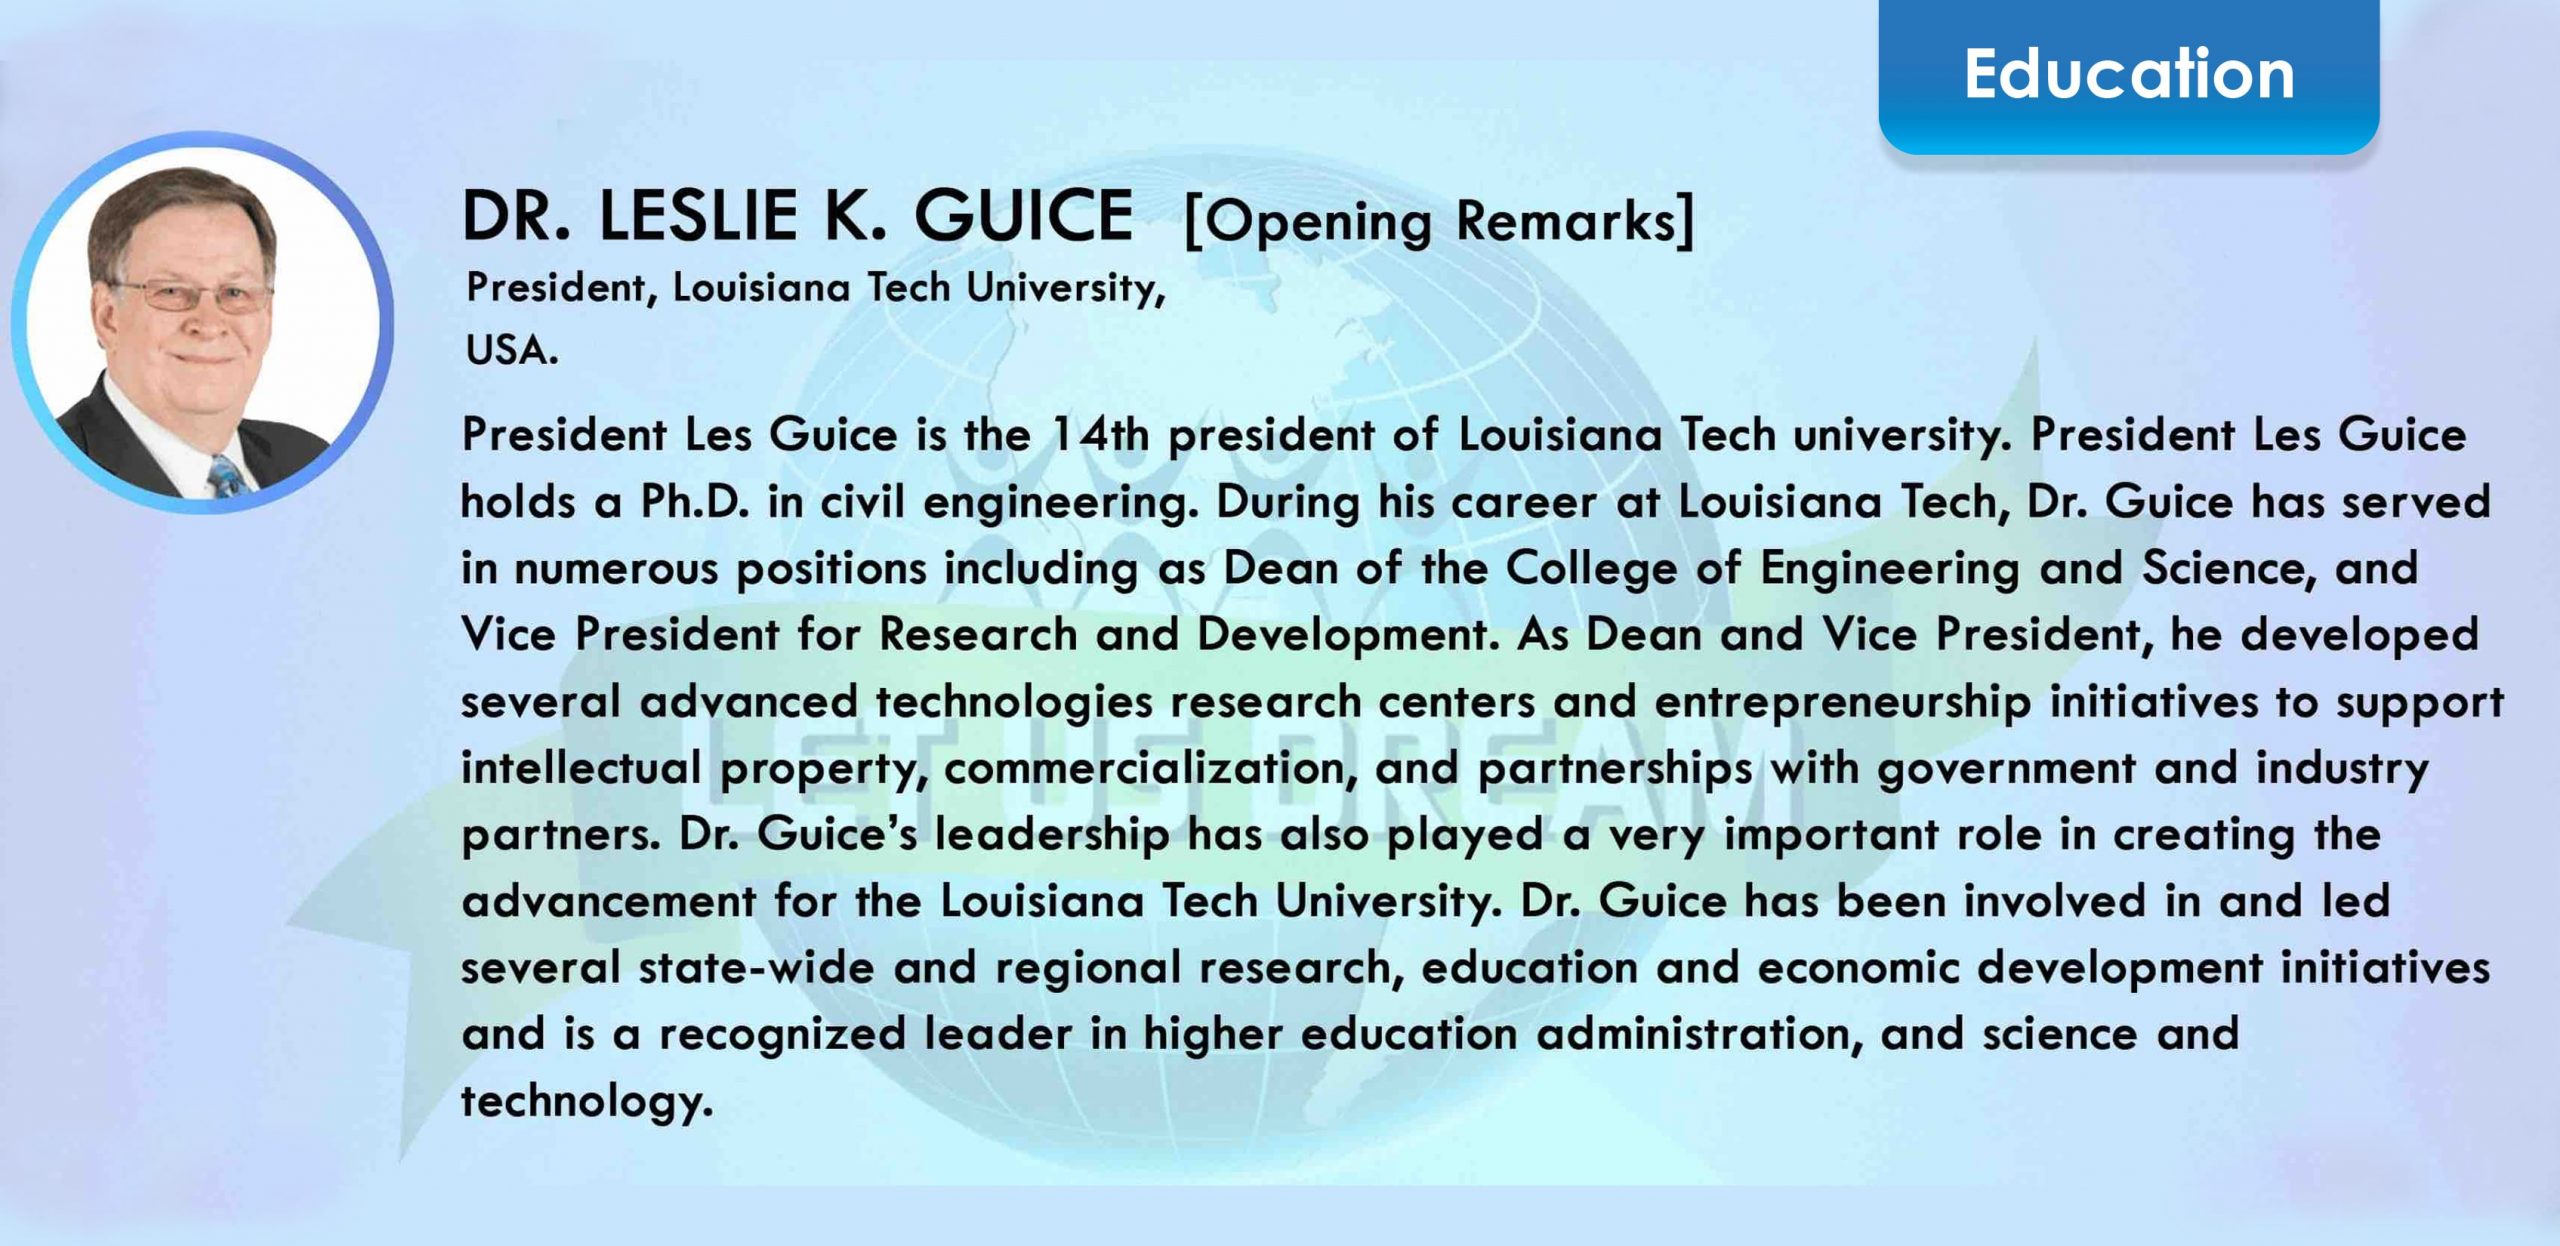 Education
DR. LESLIE K. GUICE [Opening Remarks]
President, Louisiana Tech University,
USA.
President Les Guice is the 14th president of Louisiana Tech university. President Les Guice
holds a Ph.D. in civil engineering. During his career at Louisiana Tech, Dr. Guice has served
in numerous positions including as Dean of the College of Engineering and Science, and
Vice President for Research and Development. As Dean and Vice President, he developed
several advanced technologies research centers and entrepreneurship initiatives to support
intellectual property, commercialization, and partnerships with government and industry
partners. Dr. Guice’s leadership has also played a very important role in creating the
advancement for the Louisiana Tech University. Dr. Guice has been involved in and led
several state-wide and regional research, education and economic development initiatives
and is a recognized leader in higher education administration, and science and
technology.
LET US DREAM